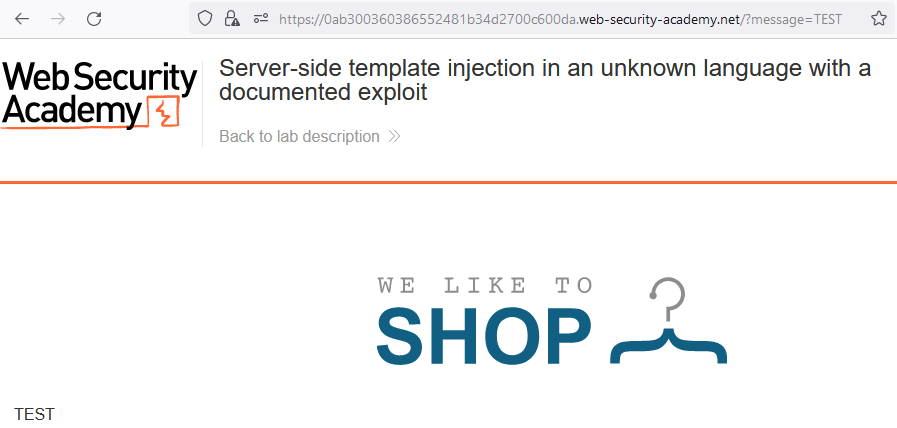 https://0ab300360386552481b34d2700c600da.web-security-academy.net/?message=TEST
Web Security
Academy
Server-side template injection in an unknown language with a
documented exploit
Back to lab description
WE LIKE TO
SHOP
TEST